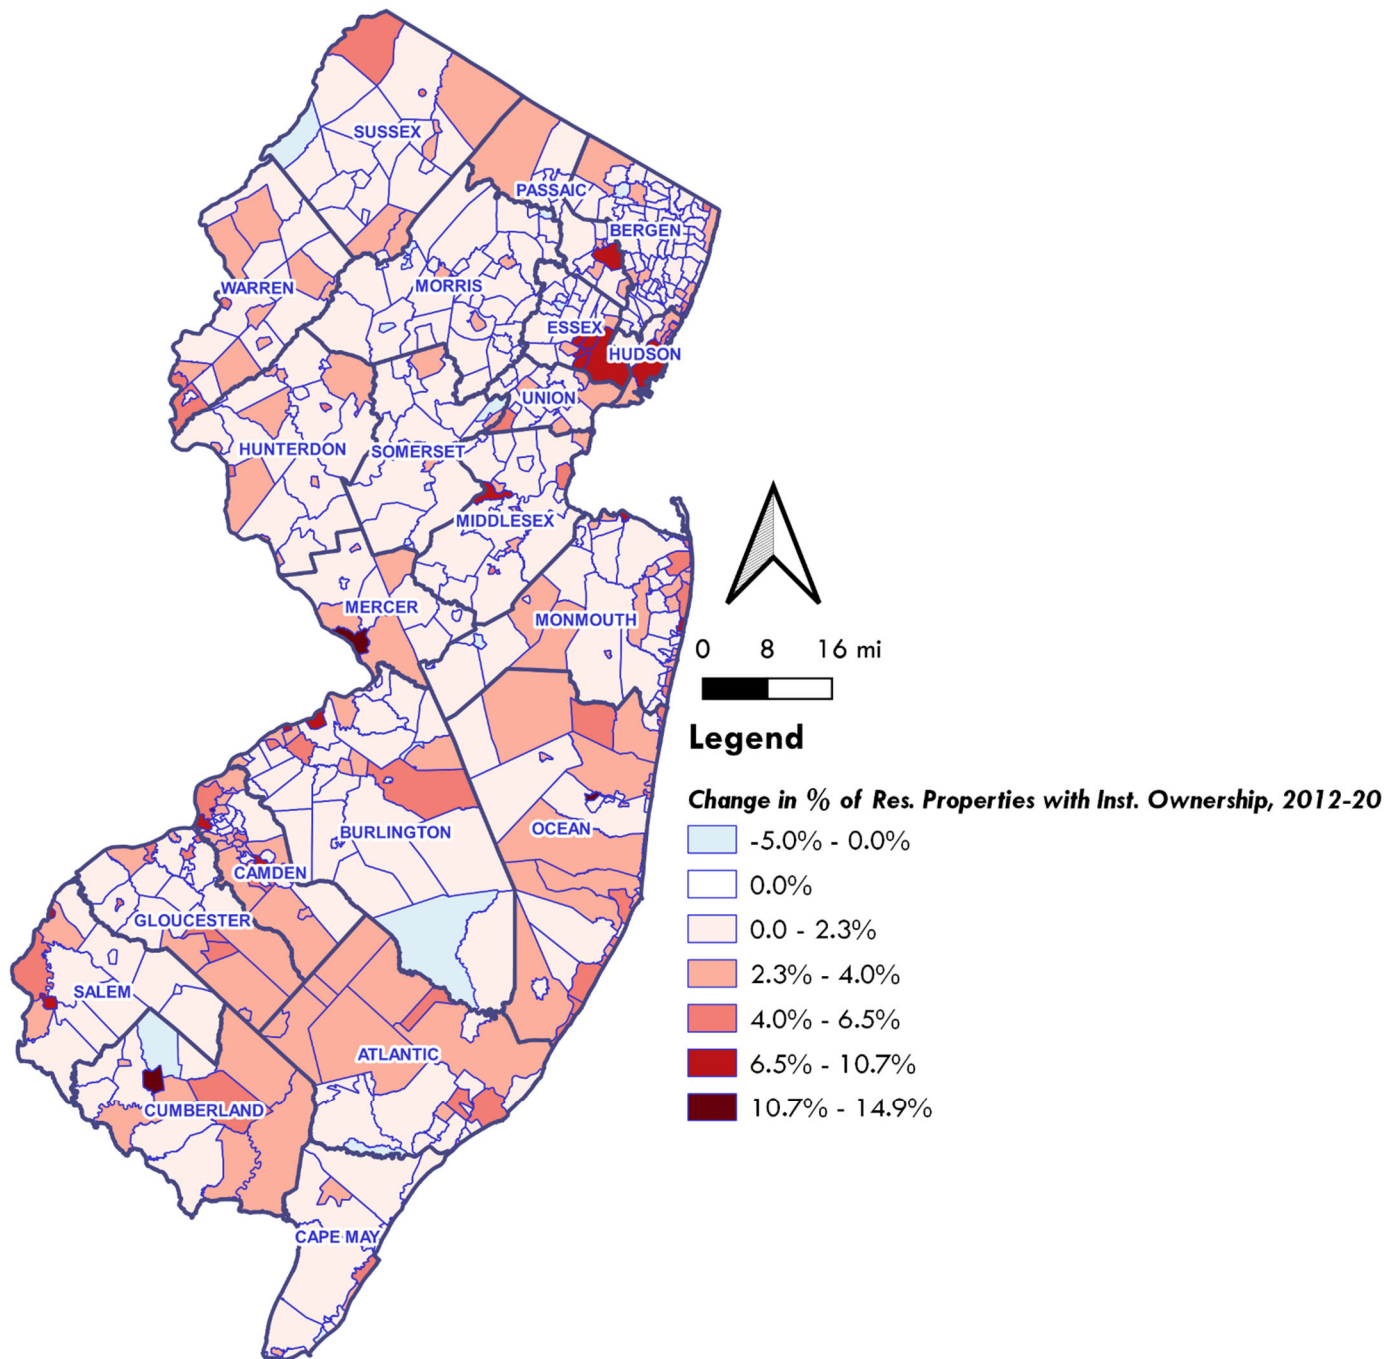 SUSSEX
PASSAIC
BERGEN
WARREN
MORRIS
ESSEX
HUDSON
UNION
HUNTERDON
SOMERSET
MIDDLESEX
MERCER
MONMOUTH
0 8 16 mi
Legend
Change in % of Res. Properties with Inst. Ownership, 2012-20
-5.0% - 0.0%
0.0%
0.0 - 2.3%
2.3% - 4.0%
4.0% - 6.5%
6.5% - 10.7%
10.7% - 14.9%
OCEAN
BURLINGTON
CAMDEN
GLOUCESTER
SALEM
ATLANTIC
CUMBERLAND
CAPE MAY